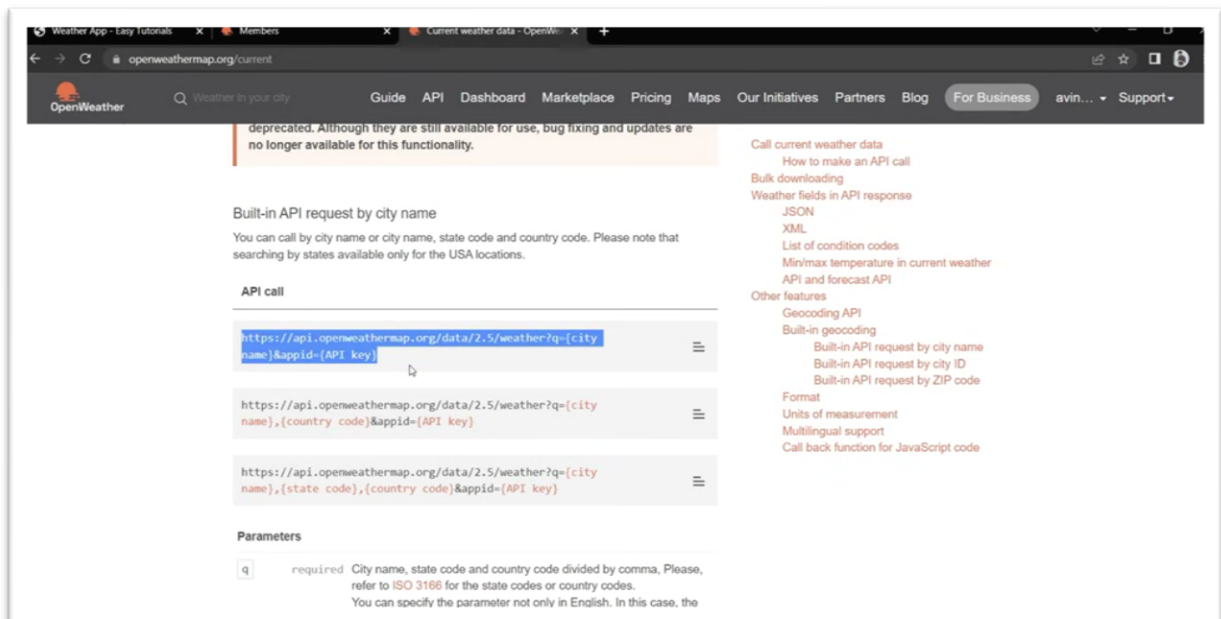 Weather App - Easy Tutorials
Members
Current weather data - OpenWe
openweathermap.org/current
OpenWeather
Weather in your city
Guide API Dashboard Marketplace Pricing Maps Our Initiatives Partners Blog For Business avin... Support
deprecated. Although they are still available for use, bug fixing and updates are
no longer available for this functionality.
Built-in API request by city name
You can call by city name or city name, state code and country code. Please note that
searching by states available only for the USA locations.
API call
https://api.openweathermap.org/data/2.5/weather?q={city
name}&appid={API key}
https://api.openweathermap.org/data/2.5/weather?q={city
name},{country code}&appid={API key}
https://api.openweathermap.org/data/2.5/weather?q={city
name},{state code},{country code}&appid={API key}
Parameters
q required City name, state code and country code divided by comma, Please,
refer to ISO 3166 for the state codes or country codes.
You can specify the parameter not only in English. In this case, the
Call current weather data
How to make an API call
Bulk downloading
Weather fields in API response
JSON
XML
List of condition codes
Min/max temperature in current weather
API and forecast API
Other features
Geocoding API
Built-in geocoding
Built-in API request by city name
Built-in API request by city ID
Built-in API request by ZIP code
Format
Units of measurement
Multilingual support
Call back function for JavaScript code